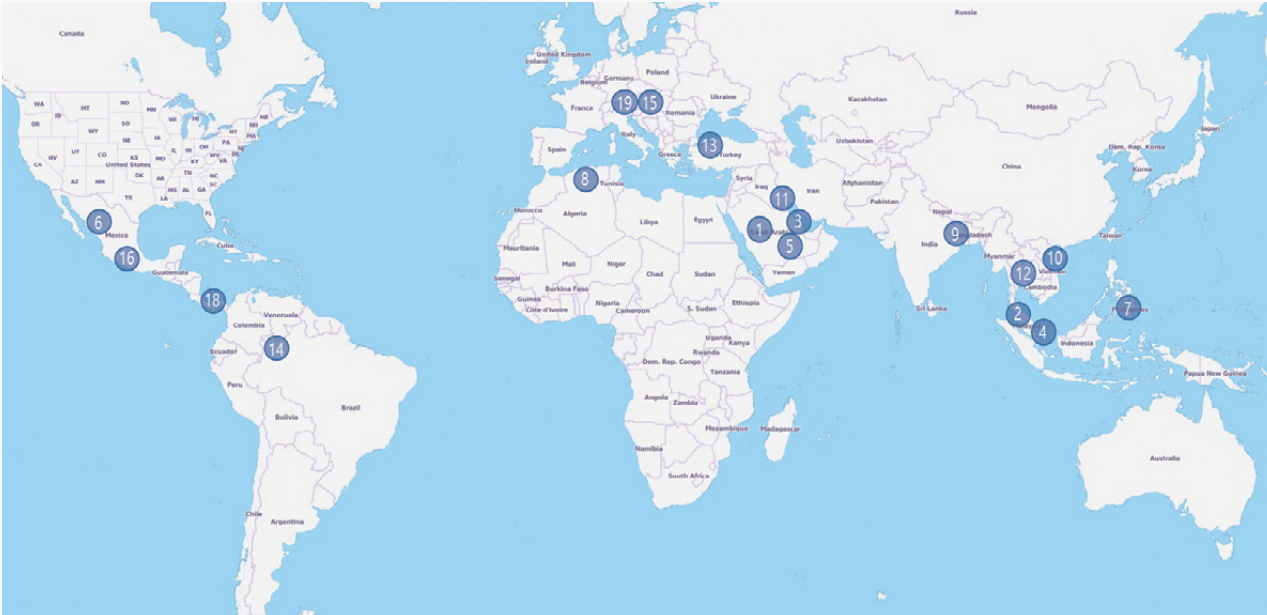 Canada
Russia
United Kingdom
Ireland
Belgium
Germany
Poland
Ukraine
France
Romania
Italy
Spain
Greece
Turkey
Kazakhstan
Mongolia
Uzbekistan
Dem. Rep. Korea
Korea
Japan
China
WA
MT
ND
MN
OR
ID
SD
WI
MI
ME
WY
NH
NY
MA
NV
UT
CO
NE
IA
IL
IN
OH
PA
NJ
DE
CA
United States
KS
MO
KY
WV
VA
AZ
NM
OK
AR
TN
NC
SC
TX
LA
MS
AL
GA
FL
19
15
13
8
Tunisia
Syria
Iraq
Iran
Afghanistan
Pakistan
11
Morocco
Algeria
Libya
Egypt
6
Mexico
16
Cuba
Guatemala
1
3
5
Yemen
Nepal
9
India
Myanmar
Taiwan
10
12
Cambodia
Mauritania
Mali
Niger
Chad
Sudan
Senegal
Burkina Faso
Guinea
Côte d'Ivoire
Nigeria
Cameroon
S. Sudan
Ethiopia
18
Venezuela
Colombia
14
Ecuador
Peru
Brazil
Bolivia
Chile
Argentina
Uganda
Kenya
Rwanda
Dem. Rep. Congo
Tanzania
Angola
Zambia
Mozambique
Madagascar
Namibia
South Africa
Sri Lanka
2
4
7
Indonesia
Papua New Guinea
Australia